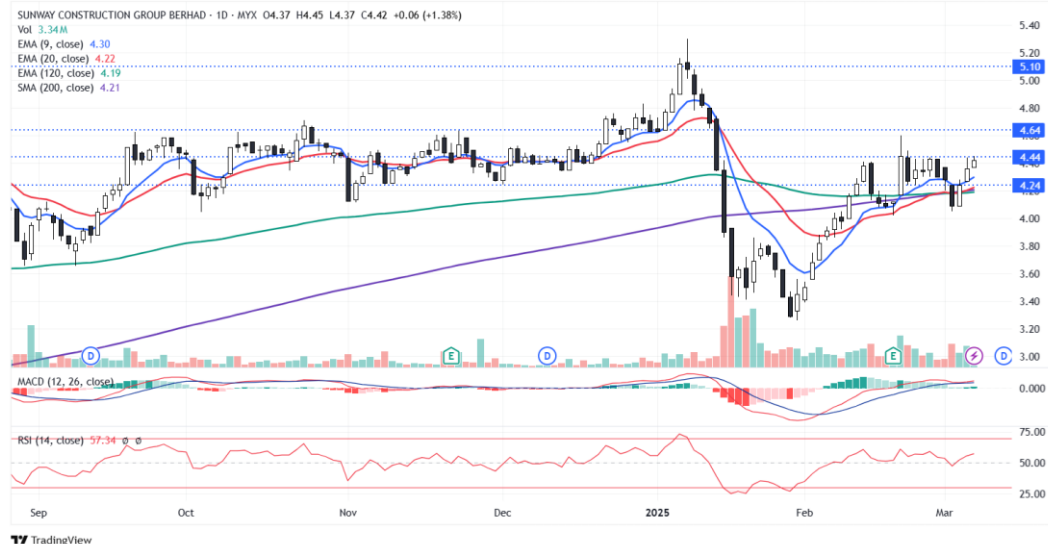 SUNWAY CONSTRUCTION GROUP BERHAD · 1D · MYX O4.37 H4.45 L4.37 C4.42 +0.06 (+1.38%)
Vol 3.34M
EMA (9, close) 4.30
EMA (20, close) 4.22
EMA (120, close) 4.19
SMA (200, close) 4.21
5.40
5.20
5.10
5.00
4.80
4.64
4.44
4.24
4.00
3.80
3.60
3.40
3.20
3.00
D E D E D
MACD (12, 26, close)
0.000
RSI (14, close) 57.34 ø ø
75.00
50.00
25.00
Sep Oct Nov Dec 2025 Feb Mar
TradingView